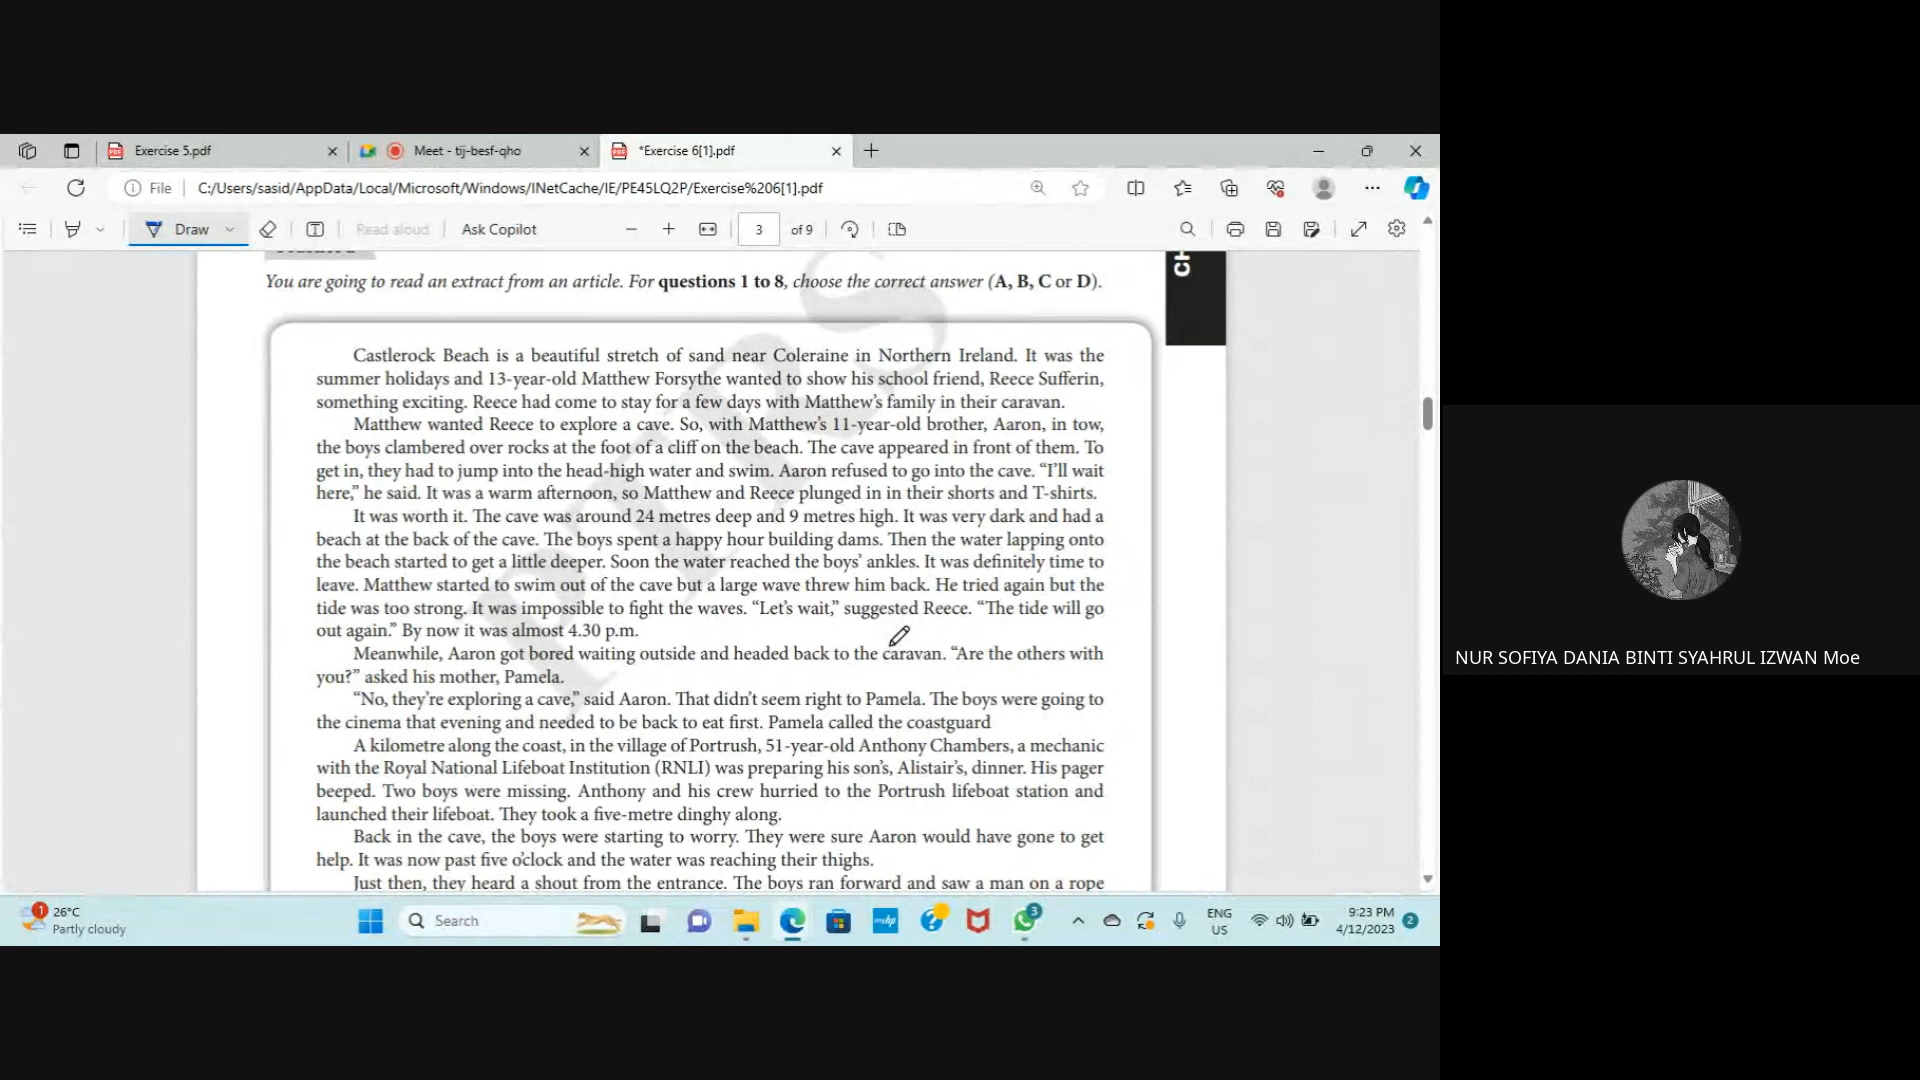 Exercise 5.pdf
Meet - tij-besf-qho
*Exercise 6[1].pdf
File
C:/Users/sasid/AppData/Local/Microsoft/Windows/INetCache/IE/PE45LQ2P/Exercise%206[1].pdf
Draw
Read aloud
Ask Copilot
3
of 9
CH
You are going to read an extract from an article. For questions 1 to 8, choose the correct answer (A, B, C or D).
PTRS
Castlerock Beach is a beautiful stretch of sand near Coleraine in Northern Ireland. It was the
summer holidays and 13-year-old Matthew Forsythe wanted to show his school friend, Reece Sufferin,
something exciting. Reece had come to stay for a few days with Matthew's family in their caravan.
Matthew wanted Reece to explore a cave. So, with Matthew's 11-year-old brother, Aaron, in tow,
the boys clambered over rocks at the foot of a cliff on the beach. The cave appeared in front of them. To
get in, they had to jump into the head-high water and swim. Aaron refused to go into the cave. “I'll wait
here,” he said. It was a warm afternoon, so Matthew and Reece plunged in in their shorts and T-shirts.
It was worth it. The cave was around 24 metres deep and 9 metres high. It was very dark and had a
beach at the back of the cave. The boys spent a happy hour building dams. Then the water lapping onto
the beach started to get a little deeper. Soon the water reached the boys' ankles. It was definitely time to
leave. Matthew started to swim out of the cave but a large wave threw him back. He tried again but the
tide was too strong. It was impossible to fight the waves. “Let's wait,” suggested Reece. “The tide will go
out again.” By now it was almost 4.30 p.m.
Meanwhile, Aaron got bored waiting outside and headed back to the caravan. “Are the others with
you?” asked his mother, Pamela.
“No, they're exploring a cave,” said Aaron. That didn't seem right to Pamela. The boys were going to
the cinema that evening and needed to be back to eat first. Pamela called the coastguard
A kilometre along the coast, in the village of Portrush, 51-year-old Anthony Chambers, a mechanic
with the Royal National Lifeboat Institution (RNLI) was preparing his son's, Alistair's, dinner. His pager
beeped. Two boys were missing. Anthony and his crew hurried to the Portrush lifeboat station and
launched their lifeboat. They took a five-metre dinghy along.
Back in the cave, the boys were starting to worry. They were sure Aaron would have gone to get
help. It was now past five o'clock and the water was reaching their thighs.
Just then, they heard a shout from the entrance. The boys ran forward and saw a man on a rope
NUR SOFIYA DANIA BINTI SYAHRUL IZWAN Moe
1
26°C
Partly cloudy
Search
myhp
3
ENG
US
9:23 PM
4/12/2023
2